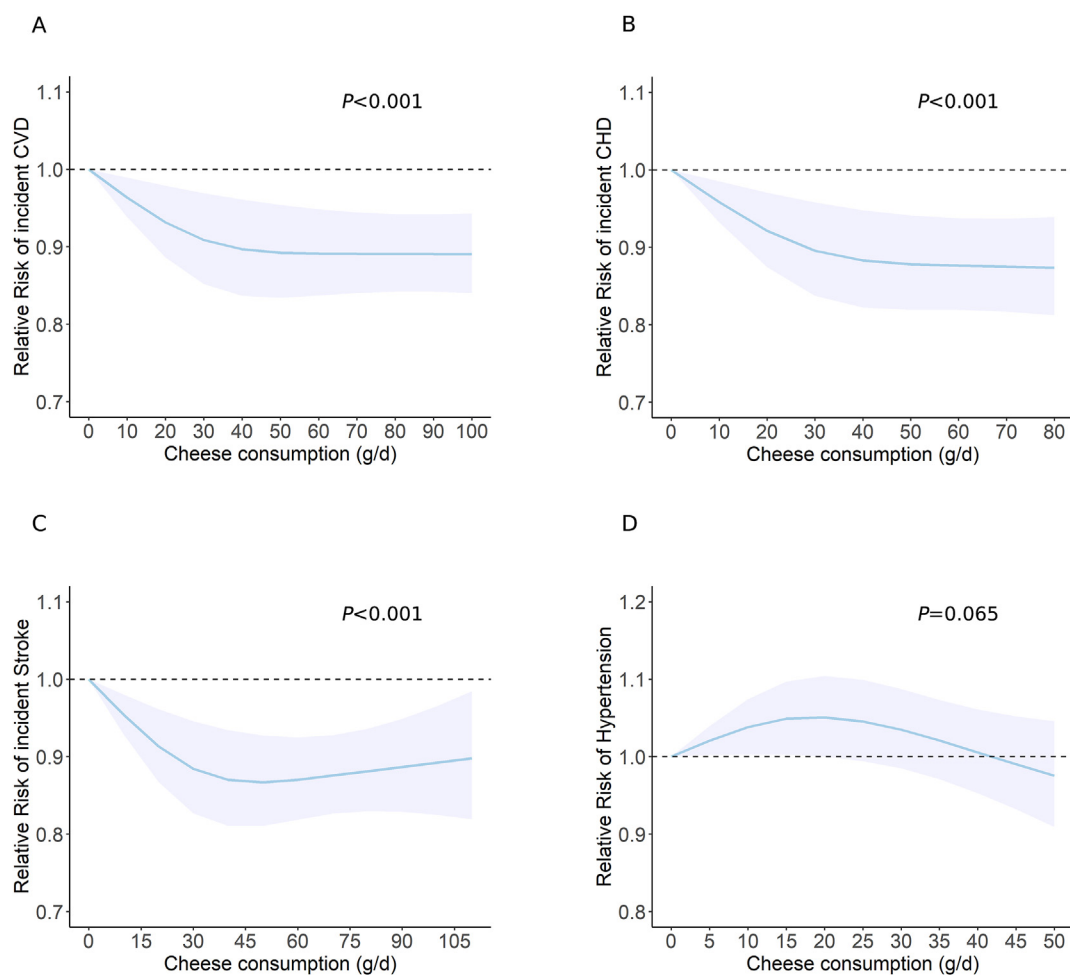 A
P<0.001
Relative Risk of incident CVD
1.1
1.0
0.9
0.8
0.7
0 10 20 30 40 50 60 70 80 90 100
Cheese consumption (g/d)
B
P<0.001
Relative Risk of incident CHD
1.1
1.0
0.9
0.8
0.7
0 10 20 30 40 50 60 70 80
Cheese consumption (g/d)
C
P<0.001
Relative Risk of incident Stroke
1.1
1.0
0.9
0.8
0.7
0 15 30 45 60 75 90 105
Cheese consumption (g/d)
D
P=0.065
Relative Risk of Hypertension
1.2
1.1
1.0
0.9
0.8
0 5 10 15 20 25 30 35 40 45 50
Cheese consumption (g/d)